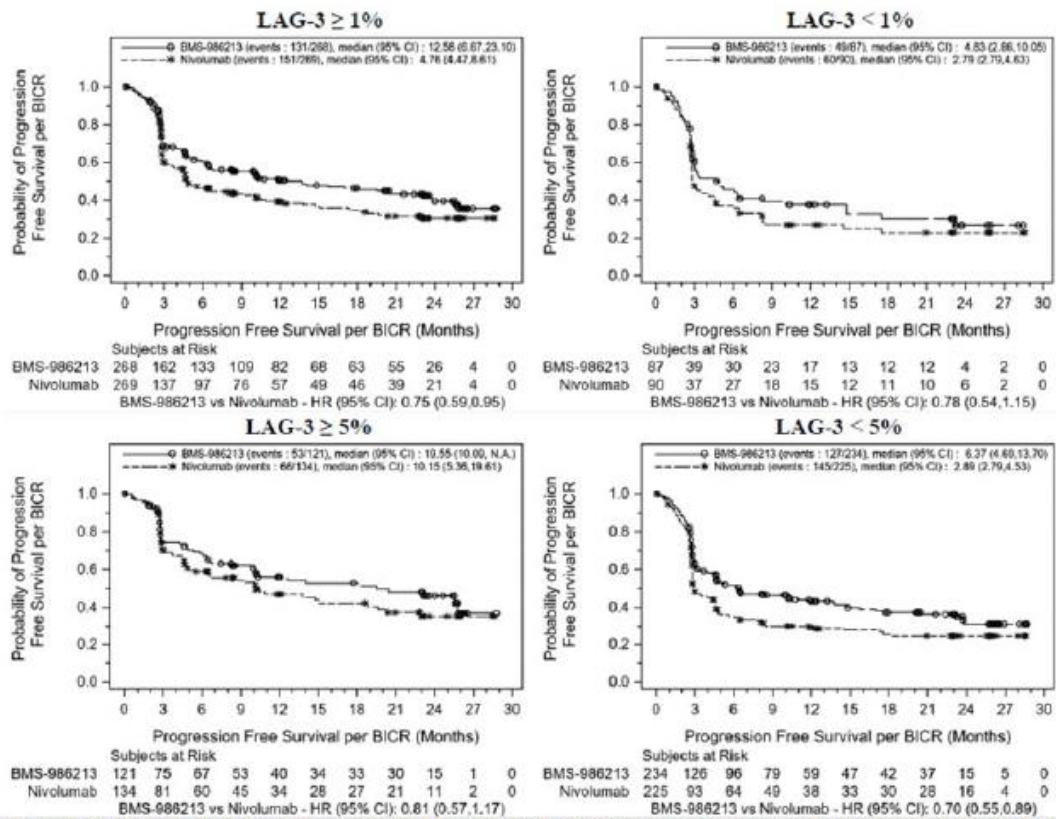 LAG-3 ≥ 1%
BMS-986213 (events : 131/268), median (95% CI) : 12.58 (6.67,23.10)
Nivolumab (events : 151/269), median (95% CI) : 4.76 (4.47,8.61)
Probability of Progression
Free Survival per BICR
1.0
0.8
0.6
0.4
0.2
0.0
0 3 6 9 12 15 18 21 24 27 30
Progression Free Survival per BICR (Months)
Subjects at Risk
BMS-986213 268 162 133 109 82 68 63 55 26 4 0
Nivolumab 269 137 97 76 57 49 46 39 21 4 0
BMS-986213 vs Nivolumab - HR (95% CI): 0.75 (0.59,0.95)
LAG-3 < 1%
BMS-986213 (events : 49/87), median (95% CI) : 4.83 (2.86,10.05)
Nivolumab (events : 60/90), median (95% CI) : 2.79 (2.79,4.63)
Probability of Progression
Free Survival per BICR
1.0
0.8
0.6
0.4
0.2
0.0
0 3 6 9 12 15 18 21 24 27 30
Progression Free Survival per BICR (Months)
Subjects at Risk
BMS-986213 87 39 30 23 17 13 12 12 4 2 0
Nivolumab 90 37 27 18 15 12 11 10 6 2 0
BMS-986213 vs Nivolumab - HR (95% CI): 0.78 (0.54,1.15)
LAG-3 ≥ 5%
BMS-986213 (events : 53/121), median (95% CI) : 19.55 (10.09, N.A.)
Nivolumab (events : 66/134), median (95% CI) : 10.15 (5.36,19.61)
Probability of Progression
Free Survival per BICR
1.0
0.8
0.6
0.4
0.2
0.0
0 3 6 9 12 15 18 21 24 27 30
Progression Free Survival per BICR (Months)
Subjects at Risk
BMS-986213 121 75 67 53 40 34 33 30 15 1 0
Nivolumab 134 81 60 45 34 28 27 21 11 2 0
BMS-986213 vs Nivolumab - HR (95% CI): 0.81 (0.57,1.17)
LAG-3 < 5%
BMS-986213 (events : 127/234), median (95% CI) : 6.37 (4.60,13.70)
Nivolumab (events : 145/225), median (95% CI) : 2.89 (2.79,4.53)
Probability of Progression
Free Survival per BICR
1.0
0.8
0.6
0.4
0.2
0.0
0 3 6 9 12 15 18 21 24 27 30
Progression Free Survival per BICR (Months)
Subjects at Risk
BMS-986213 234 126 96 79 59 47 42 37 15 5 0
Nivolumab 225 93 64 49 38 33 30 28 16 4 0
BMS-986213 vs Nivolumab - HR (95% CI): 0.70 (0.55,0.89)